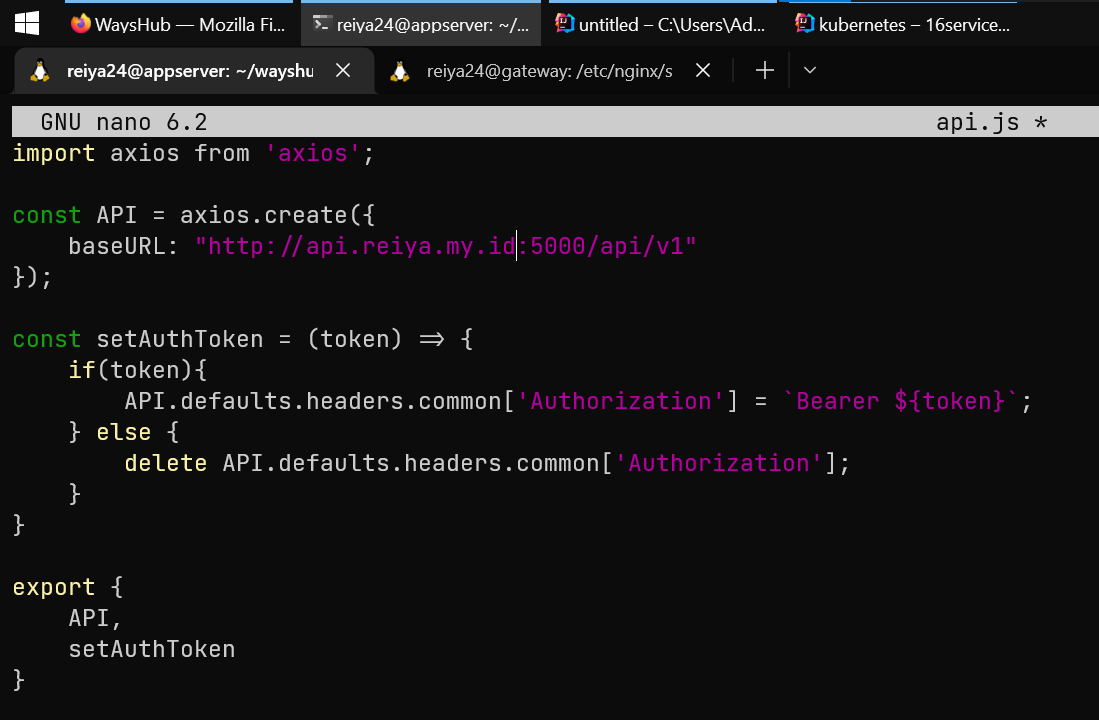 WaysHub — Mozilla Fi...
reiya24@appserver: ~/...
untitled – C:\Users\Ad...
kubernetes – 16service...
reiya24@appserver: ~/wayshu
reiya24@gateway: /etc/nginx/s
GNU nano 6.2 api.js *
import axios from 'axios';
const API = axios.create({
    baseURL: "http://api.reiya.my.id:5000/api/v1"
});
const setAuthToken = (token) => {
    if(token){
        API.defaults.headers.common['Authorization'] = `Bearer ${token}`;
    } else {
        delete API.defaults.headers.common['Authorization'];
    }
}
export {
    API,
    setAuthToken
}